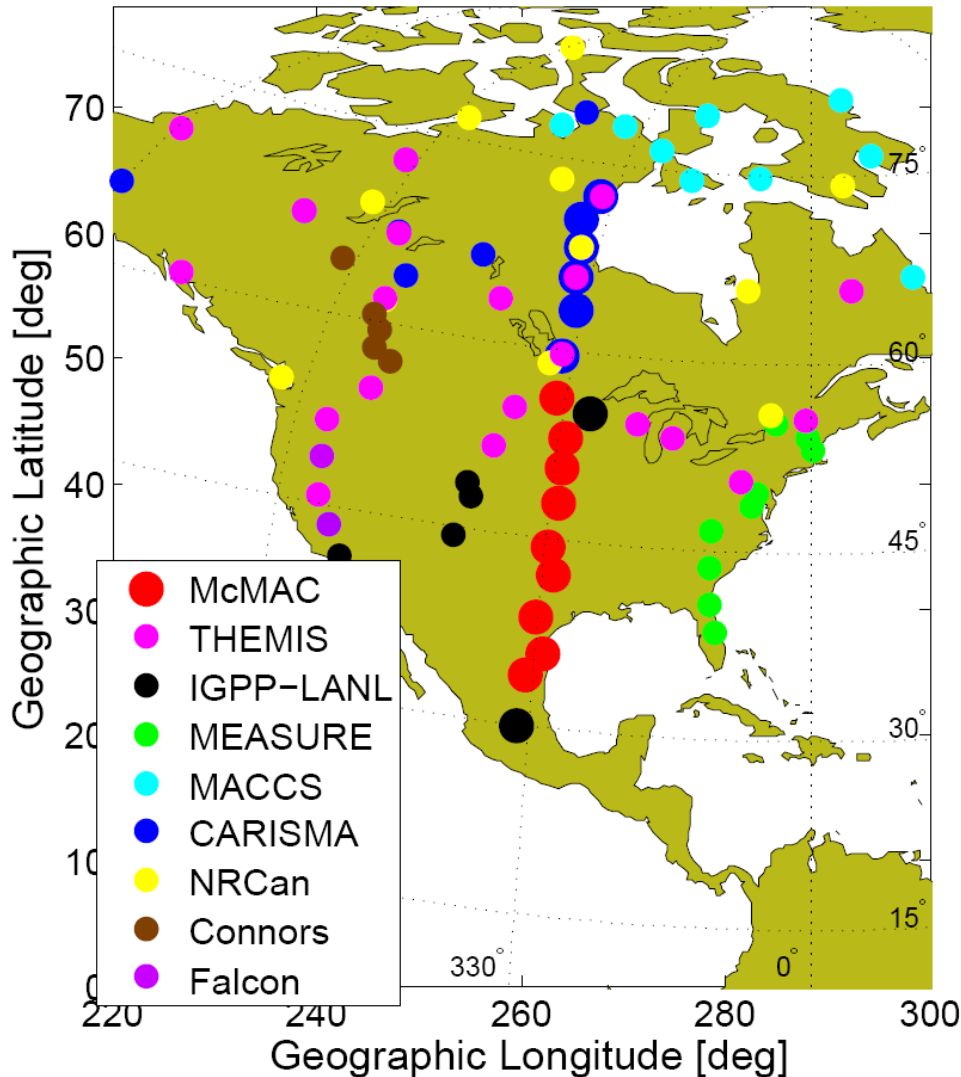 70
60
50
40
30
20
10
0
Geographic Latitude [deg]
75°
60°
45°
30°
15°
330°
0°
McMAC
THEMIS
IGPP−LANL
MEASURE
MACCS
CARISMA
NRCan
Connors
Falcon
220
240
260
280
300
Geographic Longitude [deg]